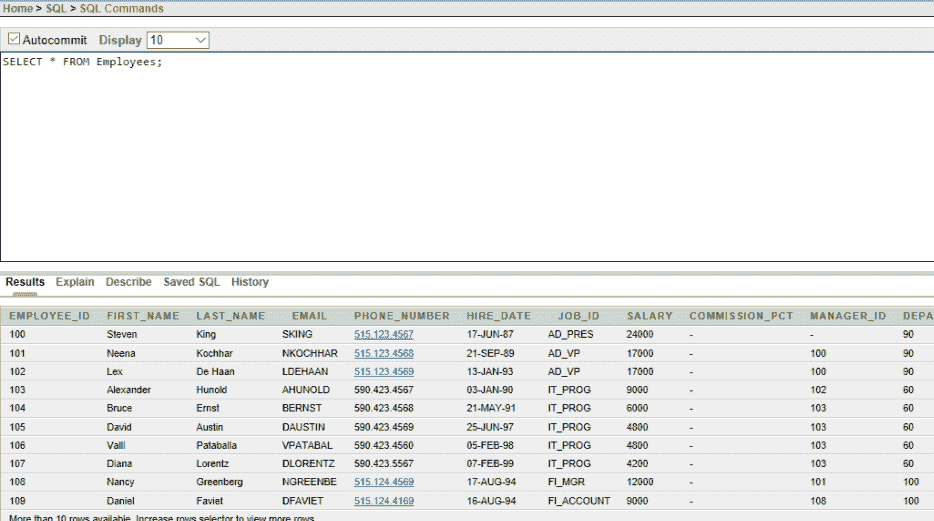 Home > SQL > SQL Commands
Autocommit Display 10
SELECT * FROM Employees;
Results Explain Describe Saved SQL History
EMPLOYEE_ID FIRST_NAME LAST_NAME EMAIL PHONE_NUMBER HIRE_DATE JOB_ID SALARY COMMISSION_PCT MANAGER_ID DEPA
100 Steven King SKING 515.123.4567 17-JUN-87 AD_PRES 24000 - - 90
101 Neena Kochhar NKOCHHAR 515.123.4568 21-SEP-89 AD_VP 17000 - 100 90
102 Lex De Haan LDEHAAN 515.123.4569 13-JAN-93 AD_VP 17000 - 100 90
103 Alexander Hunold AHUNOLD 590.423.4567 03-JAN-90 IT_PROG 9000 - 102 60
104 Bruce Ernst BERNST 590.423.4568 21-MAY-91 IT_PROG 6000 - 103 60
105 David Austin DAUSTIN 590.423.4569 25-JUN-97 IT_PROG 4800 - 103 60
106 Valli Pataballa VPATABAL 590.423.4560 05-FEB-98 IT_PROG 4800 - 103 60
107 Diana Lorentz DLORENTZ 590.423.5567 07-FEB-99 IT_PROG 4200 - 103 60
108 Nancy Greenberg NGREENBE 515.124.4569 17-AUG-94 FI_MGR 12000 - 101 100
109 Daniel Faviet DFAVIET 515.124.4169 16-AUG-94 FI_ACCOUNT 9000 - 108 100
More than 10 rows available. Increase rows selector to view more rows.